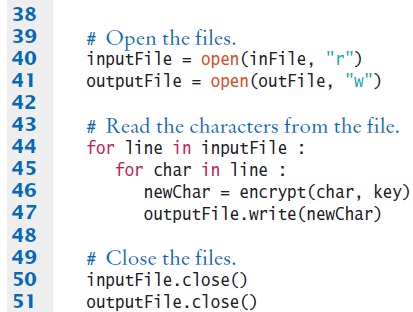 38
39 # Open the files.
40 inputFile = open(inFile, "r")
41 outputFile = open(outFile, "w")
42
43 # Read the characters from the file.
44 for line in inputFile :
45 for char in line :
46 newChar = encrypt(char, key)
47 outputFile.write(newChar)
48
49 # Close the files.
50 inputFile.close()
51 outputFile.close()